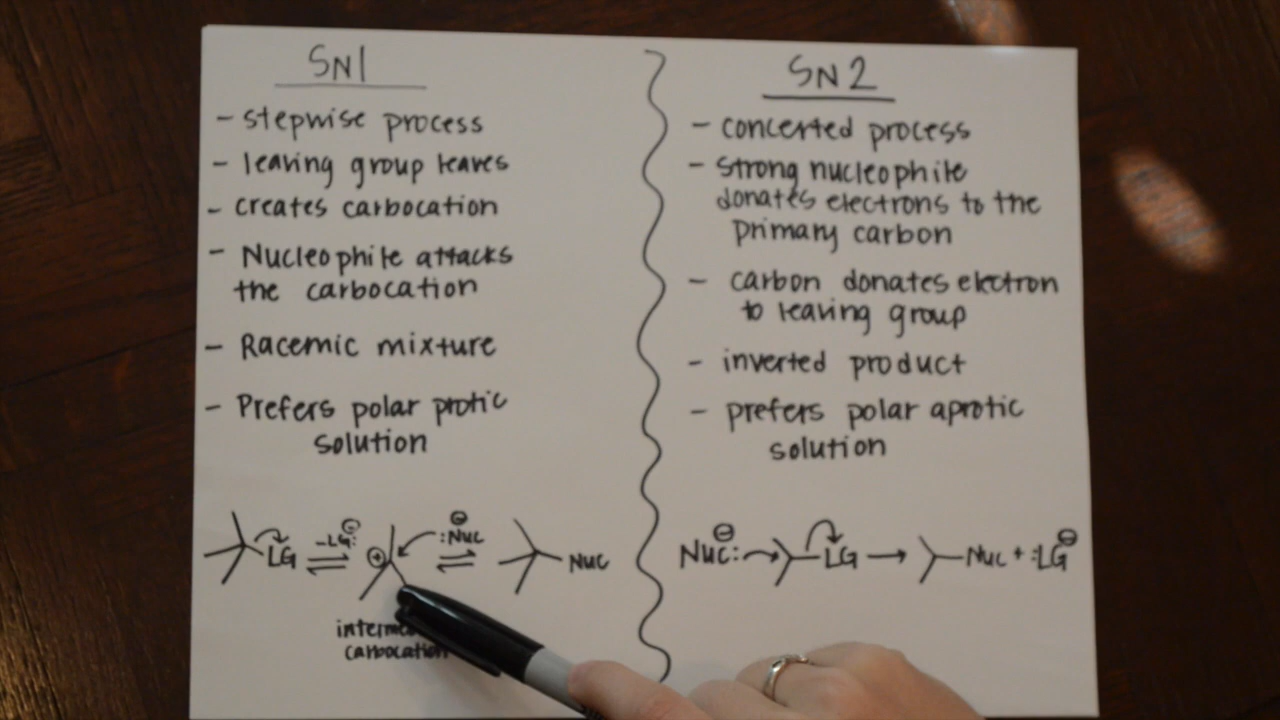 SN1
- stepwise process
- leaving group leaves
- creates carbocation
- Nucleophile attacks
the carbocation
- Racemic mixture
- Prefers polar protic
solution
LG -LG:⊖ ⊕ ⊖ :Nuc Nuc
carbocation
SN2
- concerted process
- strong nucleophile
donates electrons to the
primary carbon
- carbon donates electron
to leaving group
- inverted product
- prefers polar aprotic
solution
Nuc:⊖ LG → Nuc + :LG⊖